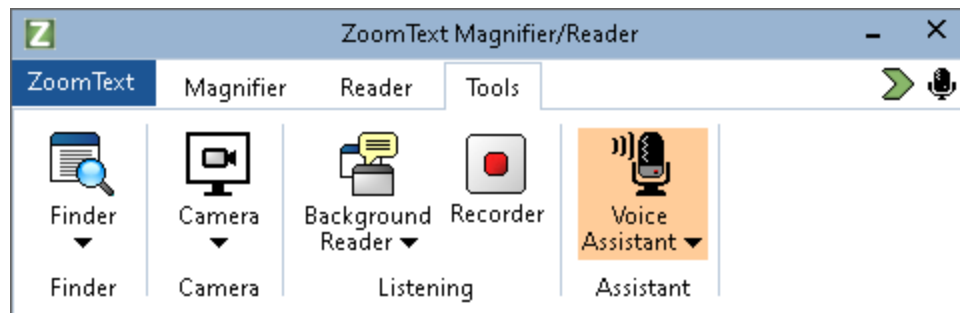 Z ZoomText Magnifier/Reader
ZoomText Magnifier Reader Tools
Finder Camera Background Reader Recorder Voice Assistant
Finder Camera Listening Assistant